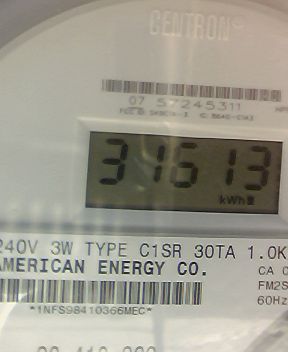 CENTRON
07 57245311
31613
kWh
240V 3W TYPE C1SR 30TA 1.0K
AMERICAN ENERGY CO.
CA 0
FM2S
60Hz
*1NFS98410366MEC*